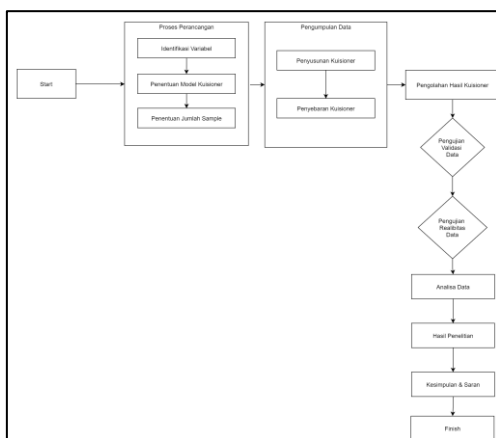 Proses Perancangan
Identifikasi Variabel
Penentuan Model Kuisioner
Penentuan Jumlah Sample
Pengumpulan Data
Penyusunan Kuisioner
Penyebaran Kuisioner
Start
Pengolahan Hasil Kuisioner
Pengujian
Validasi
Data
Pengujian
Realibitas
Data
Analisa Data
Hasil Penelitian
Kesimpulan & Saran
Finish